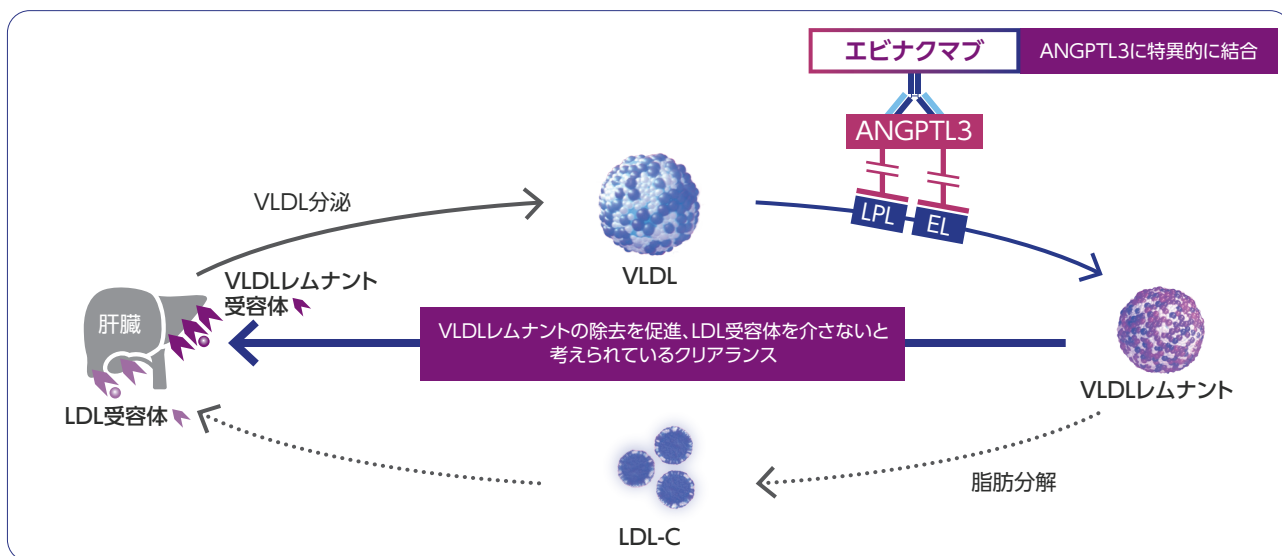 エビナクマブ
ANGPTL3に特異的に結合
ANGPTL3
LPL
EL
VLDL分泌
VLDL
VLDLレムナント
受容体
肝臓
VLDLレムナントの除去を促進、LDL受容体を介さないと
考えられているクリアランス
VLDLレムナント
LDL受容体
脂肪分解
LDL-C